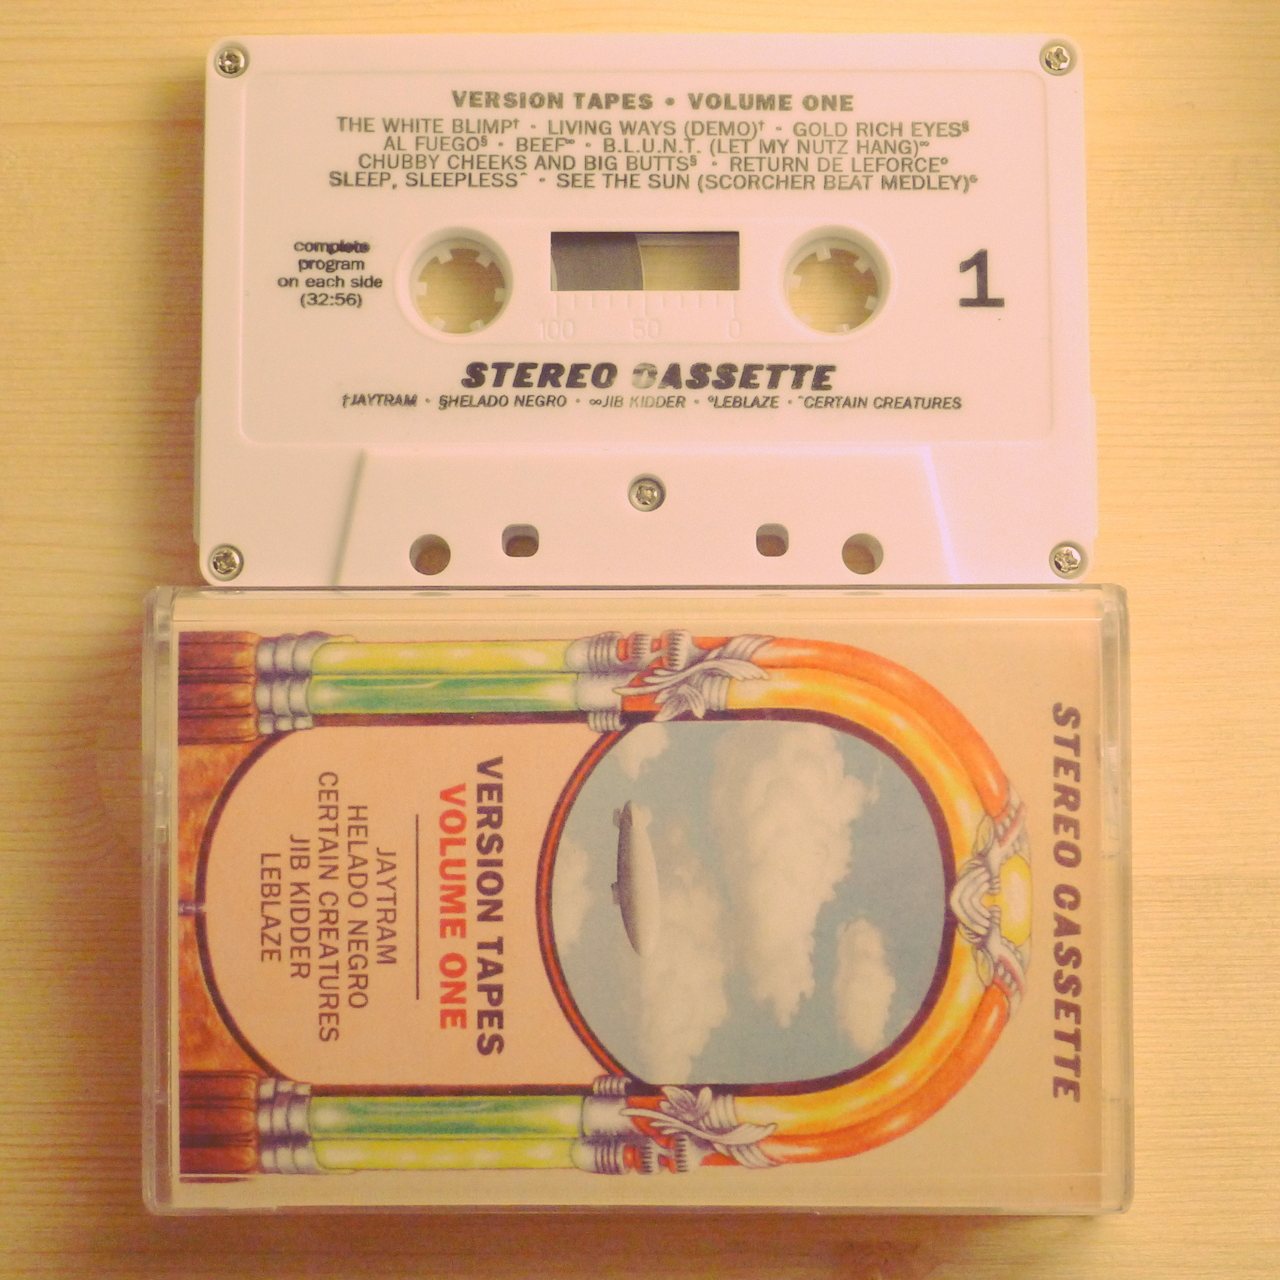 VERSION TAPES • VOLUME ONE
THE WHITE BLIMP† • LIVING WAYS (DEMO)† • GOLD RICH EYES§
AL FUEGO§ • BEEF∞ • B.L.U.N.T. (LET MY NUTZ HANG)∞
CHUBBY CHEEKS AND BIG BUTTS§ • RETURN DE LEFORCE°
SLEEP, SLEEPLESS^ • SEE THE SUN (SCORCHER BEAT MEDLEY)°
complete
program
on each side
(32:56)
1
100 50 0
STEREO CASSETTE
†JAYTRAM • §HELADO NEGRO • ∞JIB KIDDER • °LEBLAZE • ^CERTAIN CREATURES
STEREO CASSETTE
VERSION TAPES
VOLUME ONE
JAYTRAM
HELADO NEGRO
CERTAIN CREATURES
JIB KIDDER
LEBLAZE